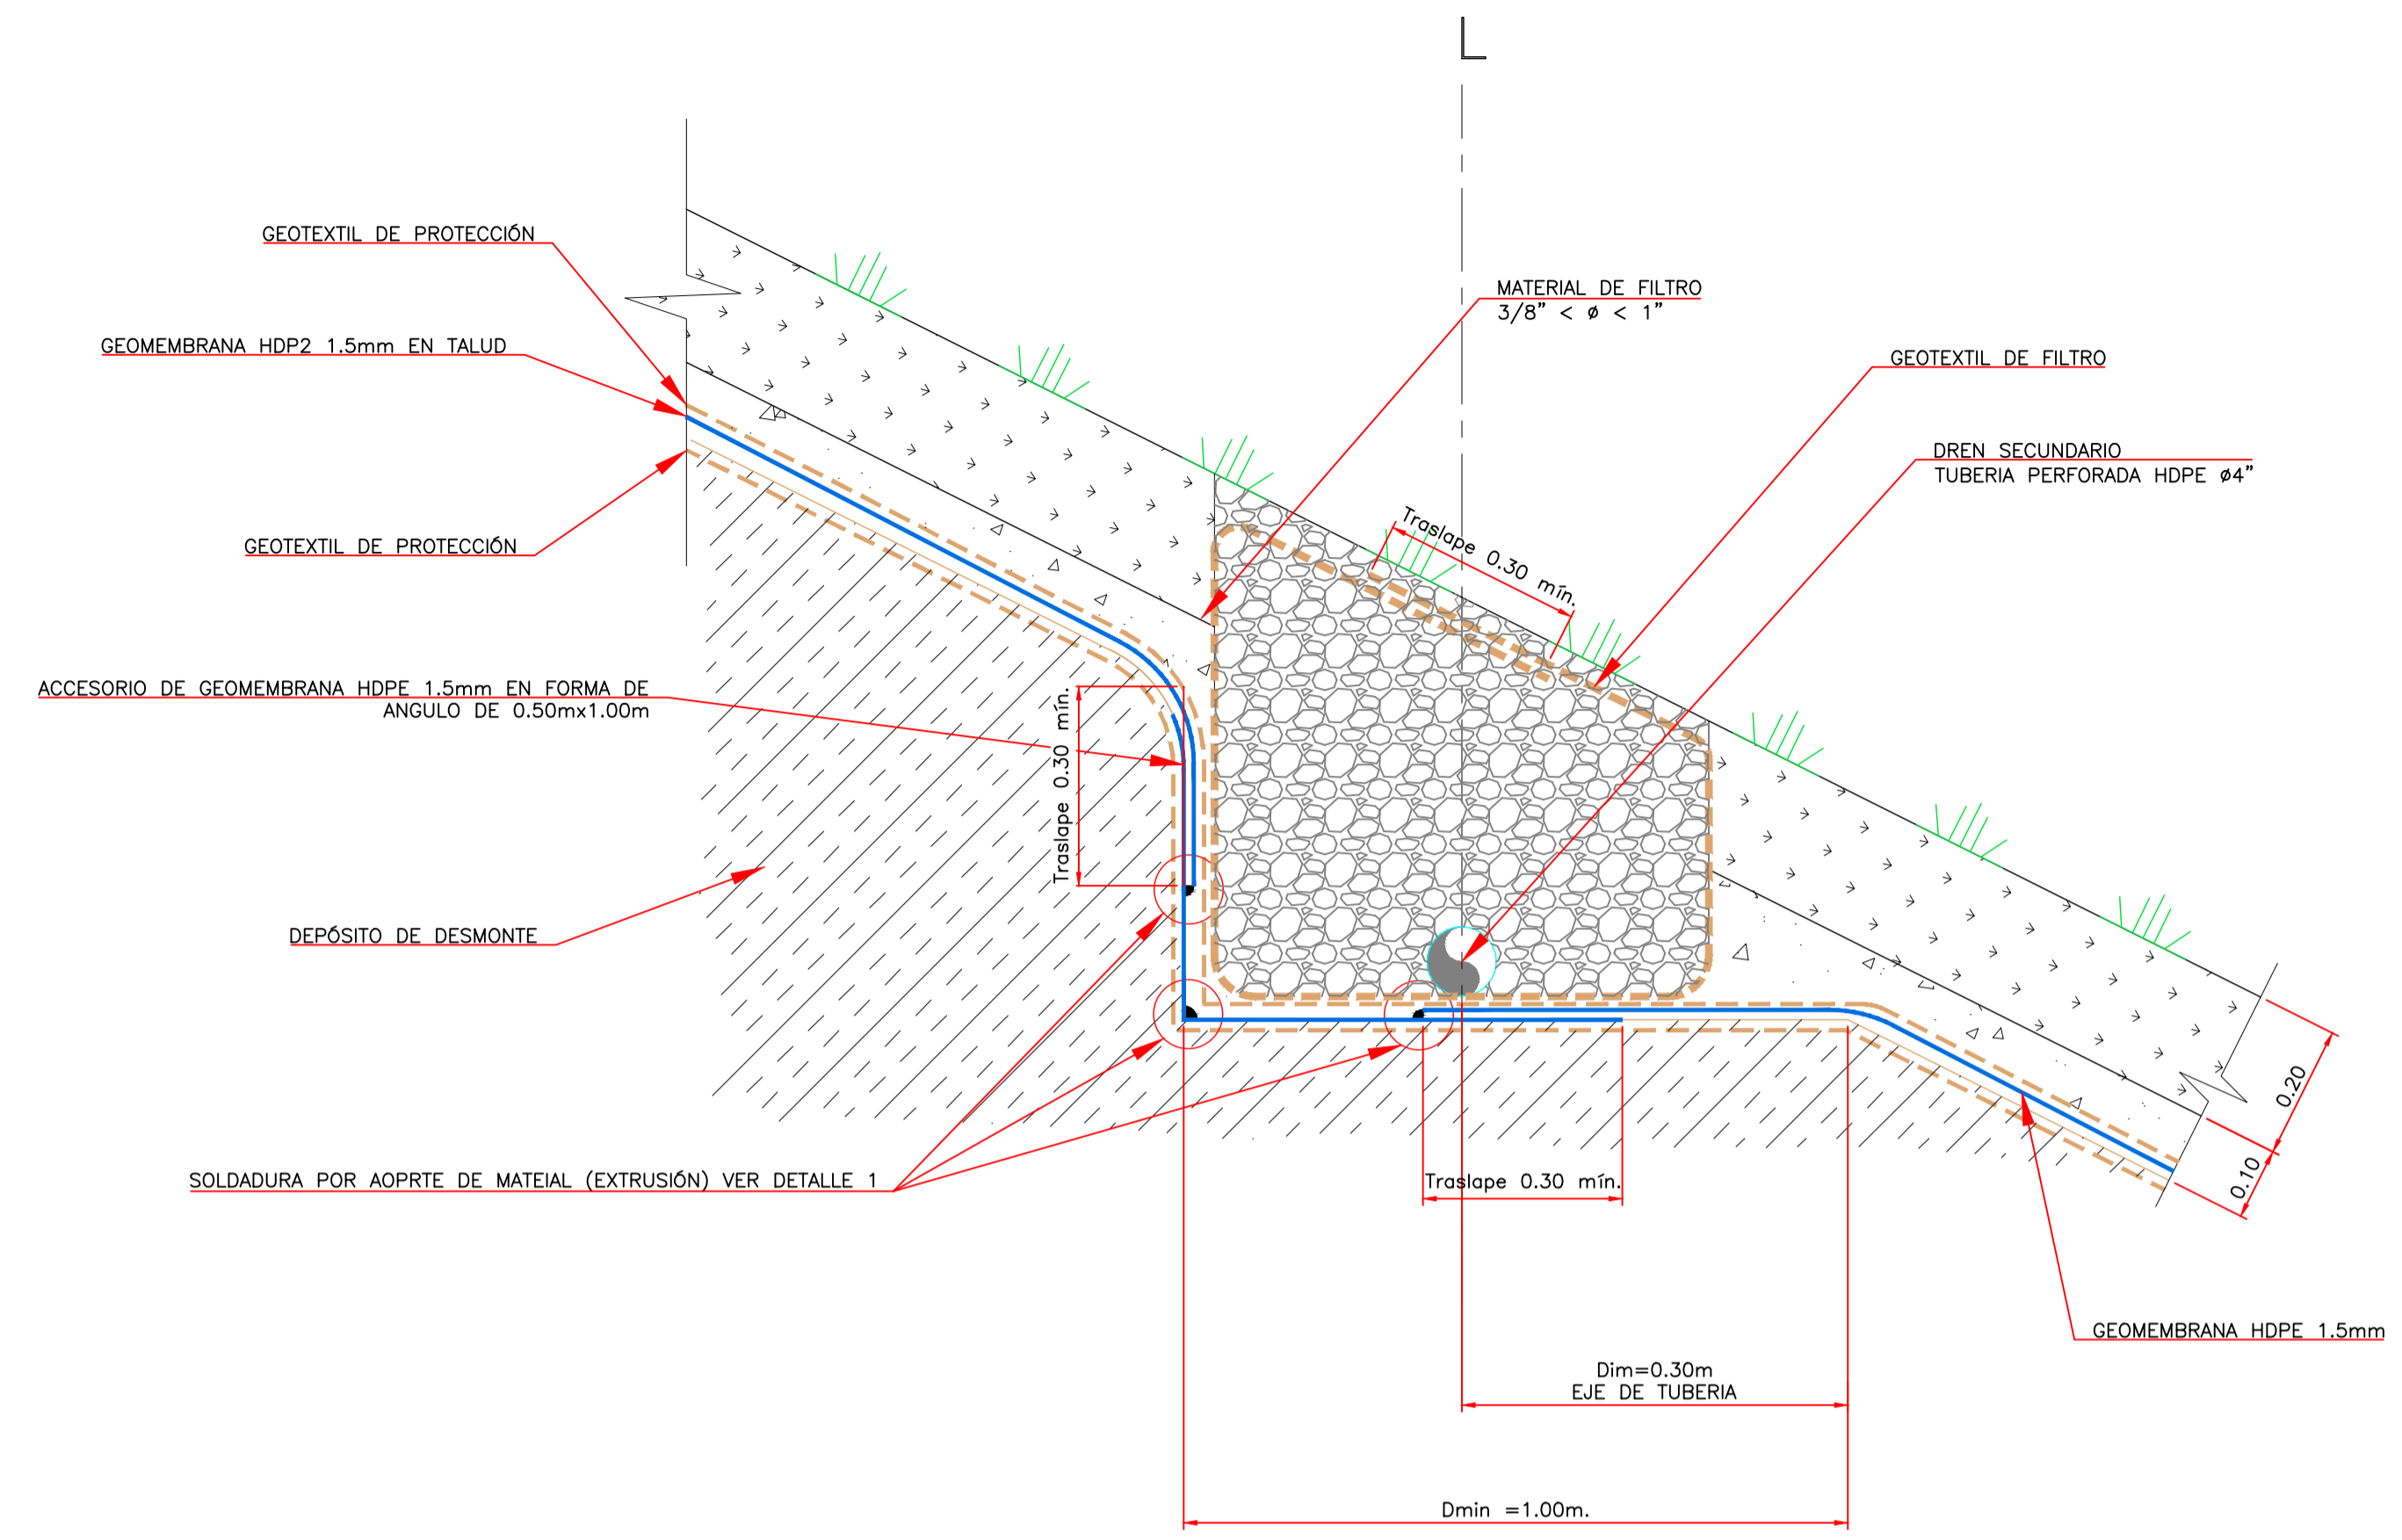 L
GEOTEXTIL DE PROTECCIÓN
MATERIAL DE FILTRO
3/8” < ø < 1”
GEOMEMBRANA HDP2 1.5mm EN TALUD
GEOTEXTIL DE FILTRO
DREN SECUNDARIO
TUBERIA PERFORADA HDPE ø4”
Traslape 0.30 mín.
GEOTEXTIL DE PROTECCIÓN
ACCESORIO DE GEOMEMBRANA HDPE 1.5mm EN FORMA DE
ANGULO DE 0.50mx1.00m
Traslape 0.30 mín.
DEPÓSITO DE DESMONTE
0.20
0.10
SOLDADURA POR AOPRTE DE MATEIAL (EXTRUSIÓN) VER DETALLE 1
Traslape 0.30 mín.
GEOMEMBRANA HDPE 1.5mm
Dim=0.30m
EJE DE TUBERIA
Dmin =1.00m.